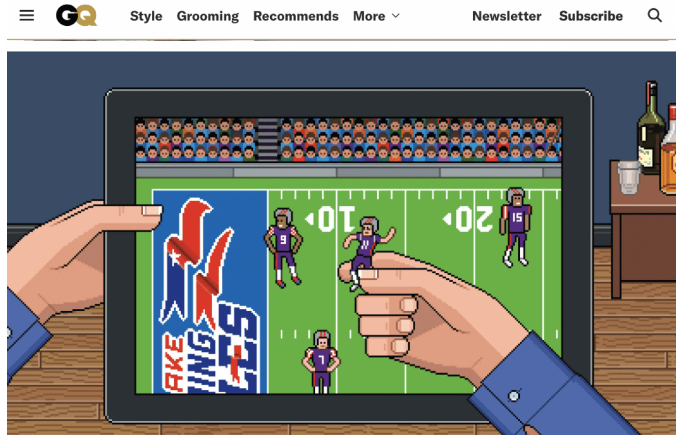 GQ Style Grooming Recommends More Newsletter Subscribe
10 20
9 11 15
7
AKE
ING